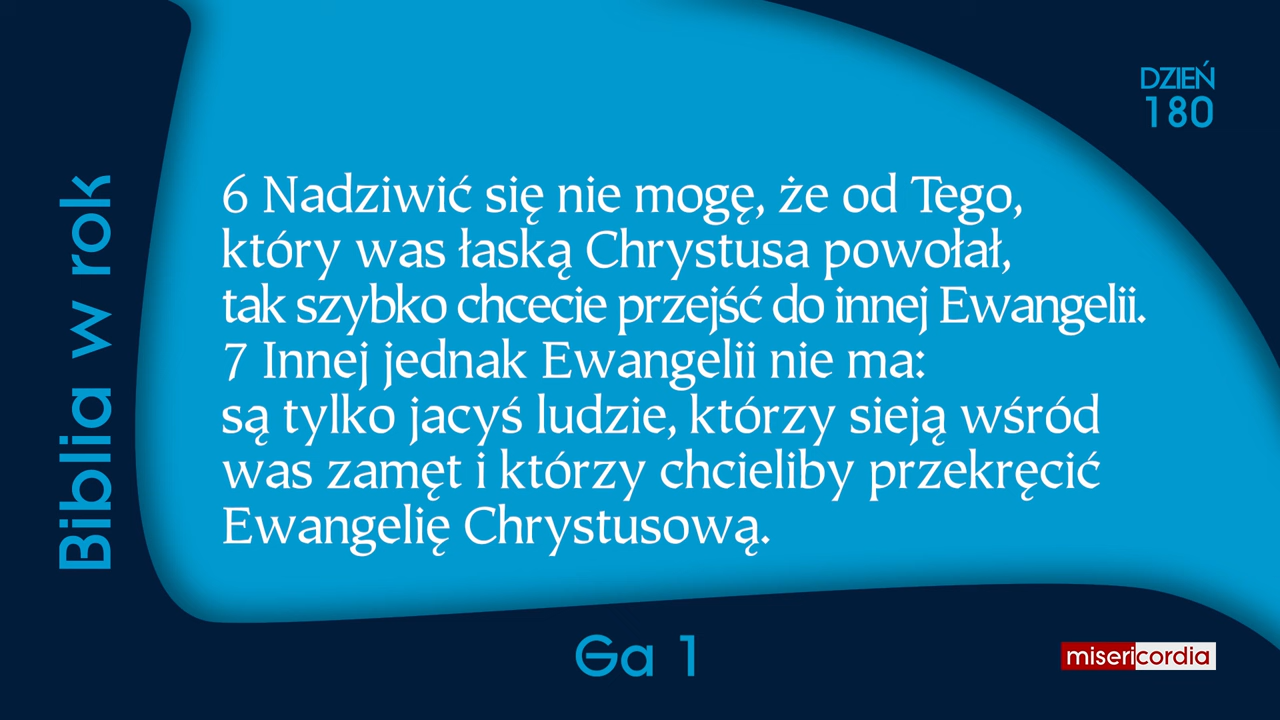 DZIEŃ
180
Biblia w rok
6 Nadziwić się nie mogę, że od Tego,
który was łaską Chrystusa powołał,
tak szybko chcecie przejść do innej Ewangelii.
7 Innej jednak Ewangelii nie ma:
są tylko jacyś ludzie, którzy sieją wśród
was zamęt i którzy chcieliby przekręcić
Ewangelię Chrystusową.
Ga 1
misericordia